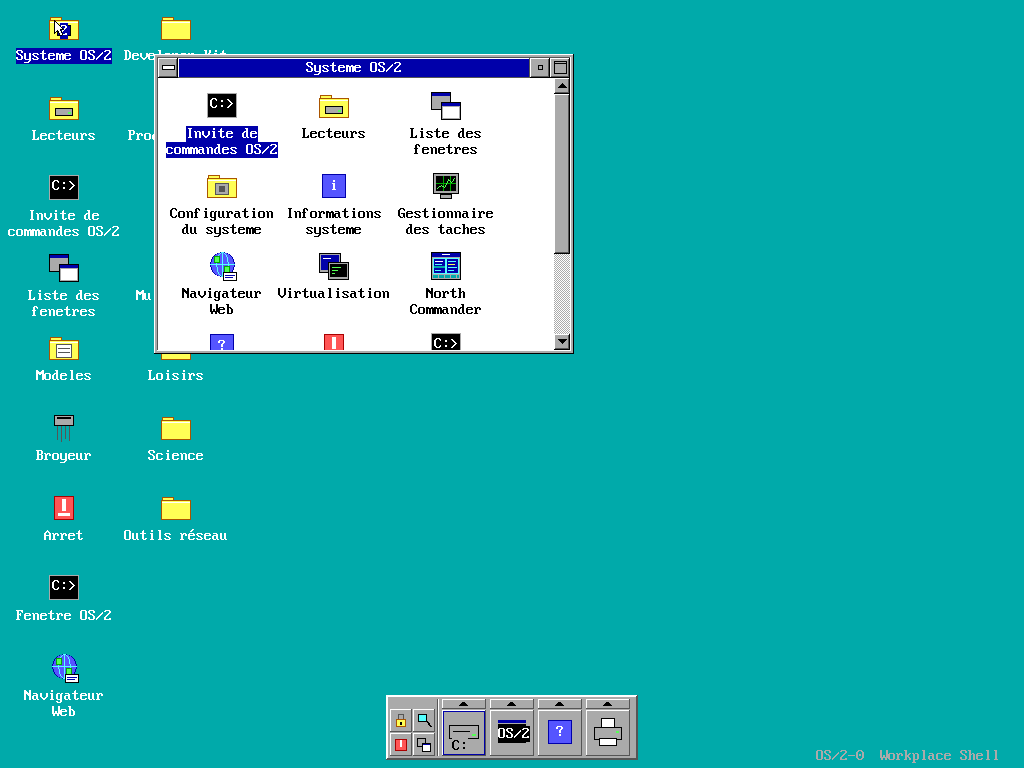 Systeme OS/2
Lecteurs
C:>
Invite de
commandes OS/2
Liste des
fenetres
Modeles
Broyeur
Arret
C:>
Fenetre OS/2
Navigateur
Web
Loisirs
Science
Outils réseau
Systeme OS/2
C:>
Invite de
commandes OS/2
Lecteurs
Liste des
fenetres
Configuration
du systeme
i
Informations
systeme
Gestionnaire
des taches
Navigateur
Web
Virtualisation
North
Commander
?
C:>
C:
OS/2
?
OS/2-0 Workplace Shell